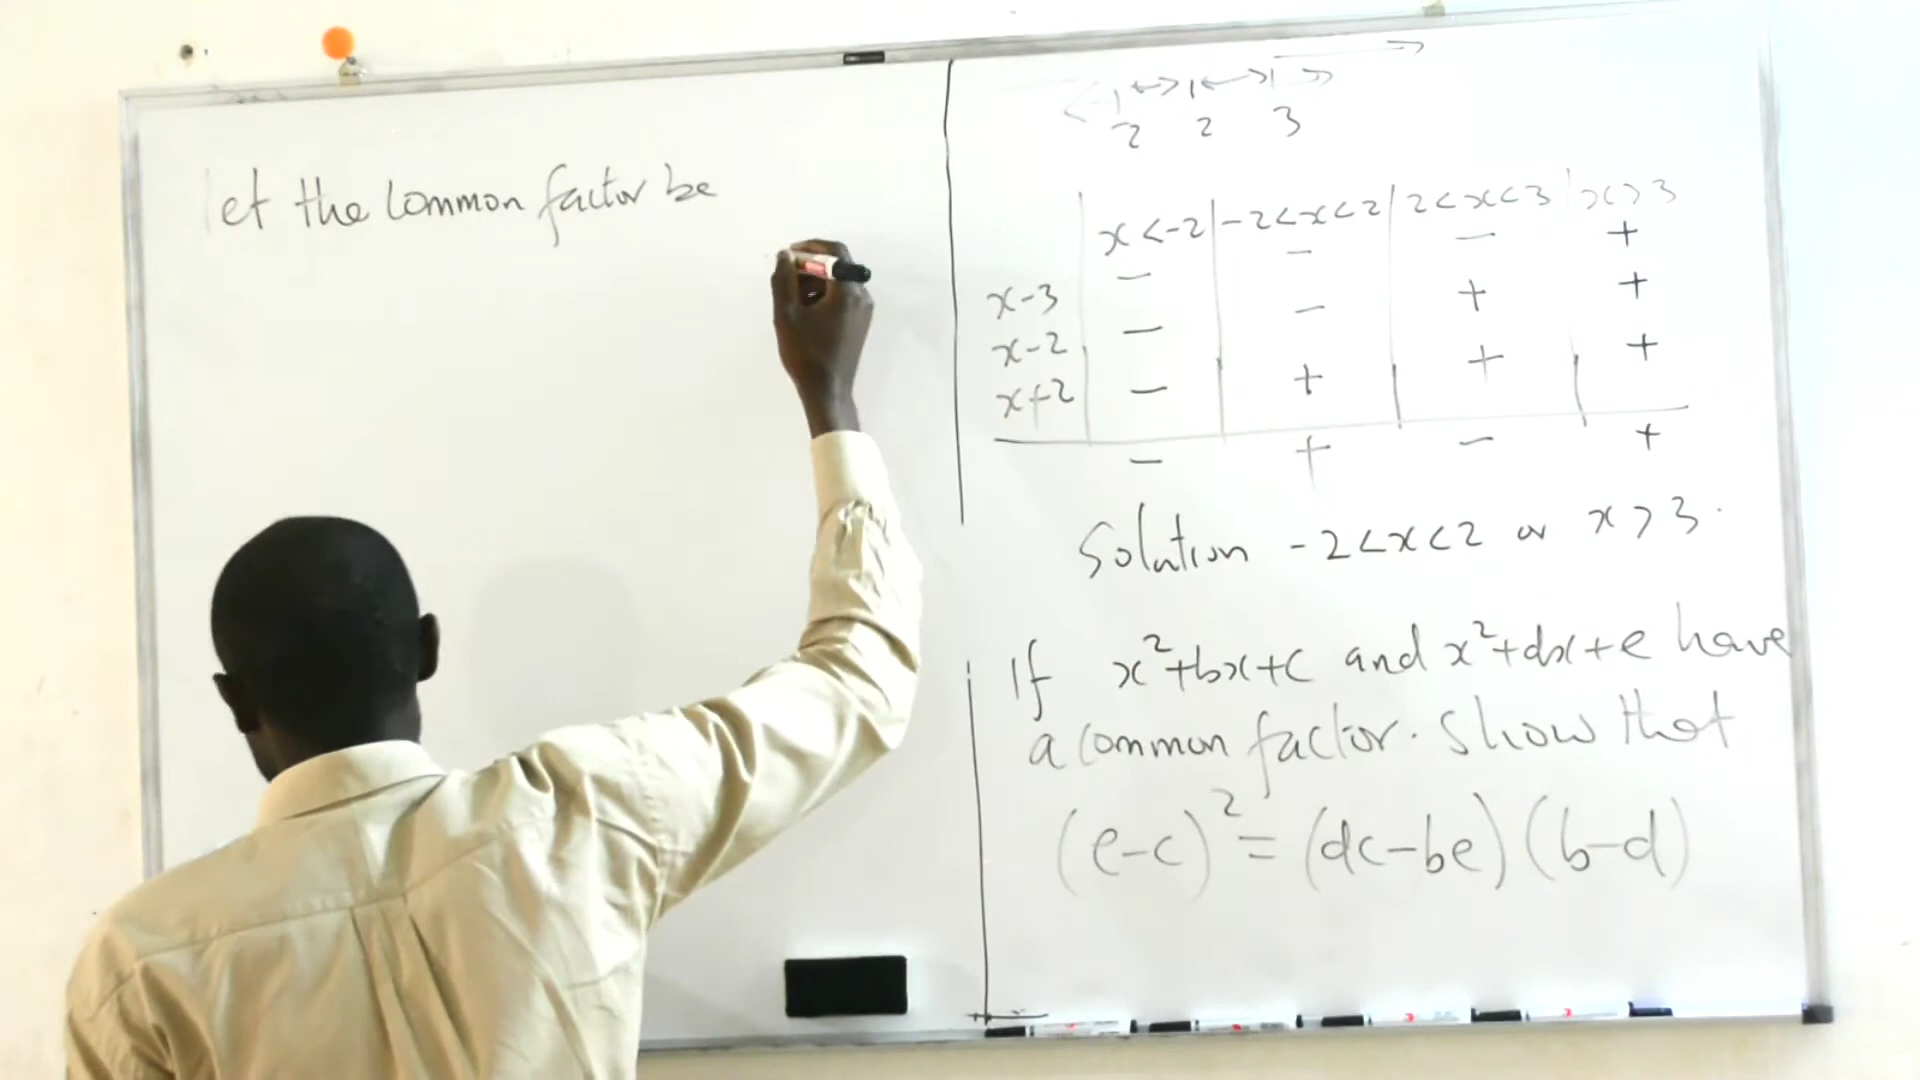 let the common factor be
2 2 3
x<-2 -2<x<2 2<x<3 x>3
x-3 - - - +
x-2 - - + +
x+2 - + + +
- + - +
Solution -2<x<2 or x>3.
If x²+bx+c and x²+dx+e have
a common factor. show that
(e-c)²=(dc-be)(b-d)